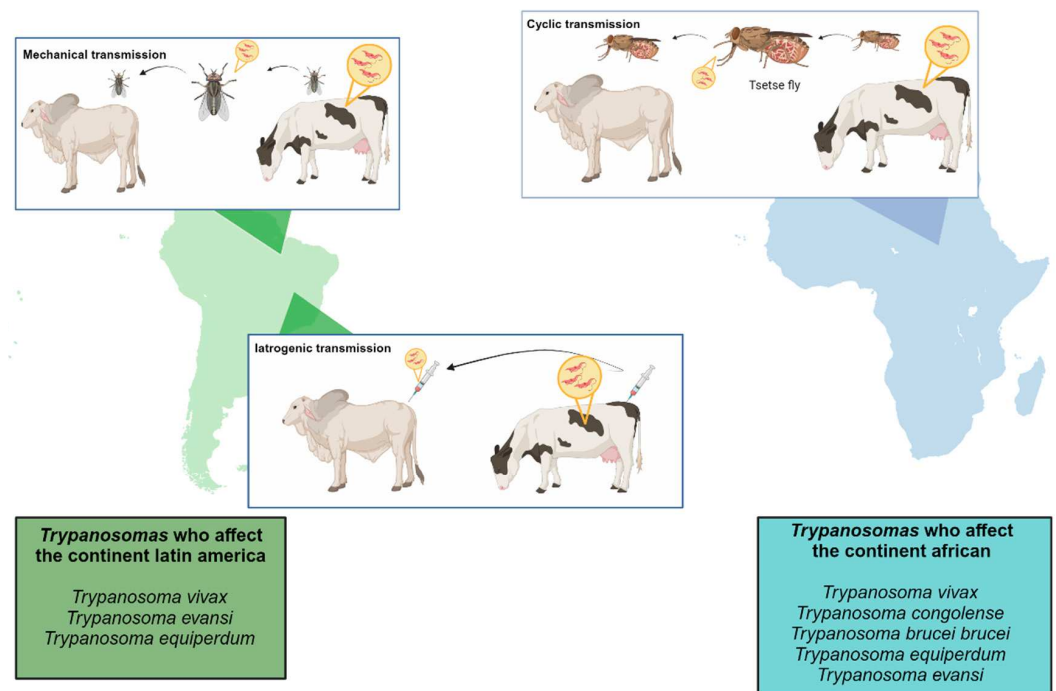 Mechanical transmission
Cyclic transmission
Tsetse fly
Iatrogenic transmission
Trypanosomas who affect
the continent latin america
Trypanosoma vivax
Trypanosoma evansi
Trypanosoma equiperdum
Trypanosomas who affect
the continent african
Trypanosoma vivax
Trypanosoma congolense
Trypanosoma brucei brucei
Trypanosoma equiperdum
Trypanosoma evansi